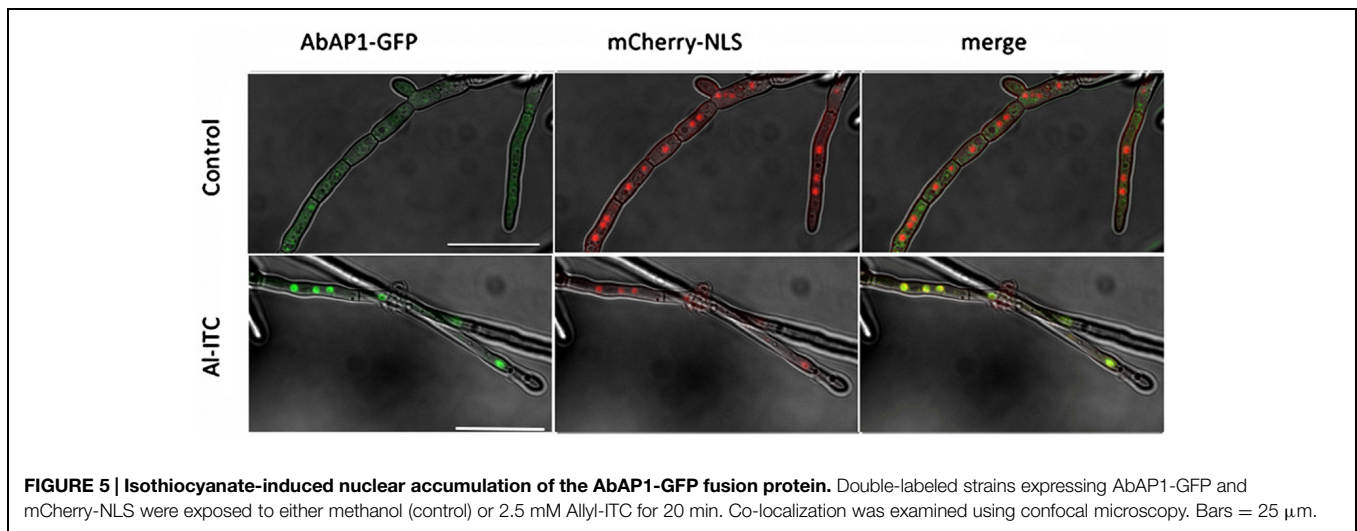 AbAP1-GFP mCherry-NLS merge
Control
Al-ITC
FIGURE 5 | Isothiocyanate-induced nuclear accumulation of the AbAP1-GFP fusion protein. Double-labeled strains expressing AbAP1-GFP and
mCherry-NLS were exposed to either methanol (control) or 2.5 mM Allyl-ITC for 20 min. Co-localization was examined using confocal microscopy. Bars = 25 μm.